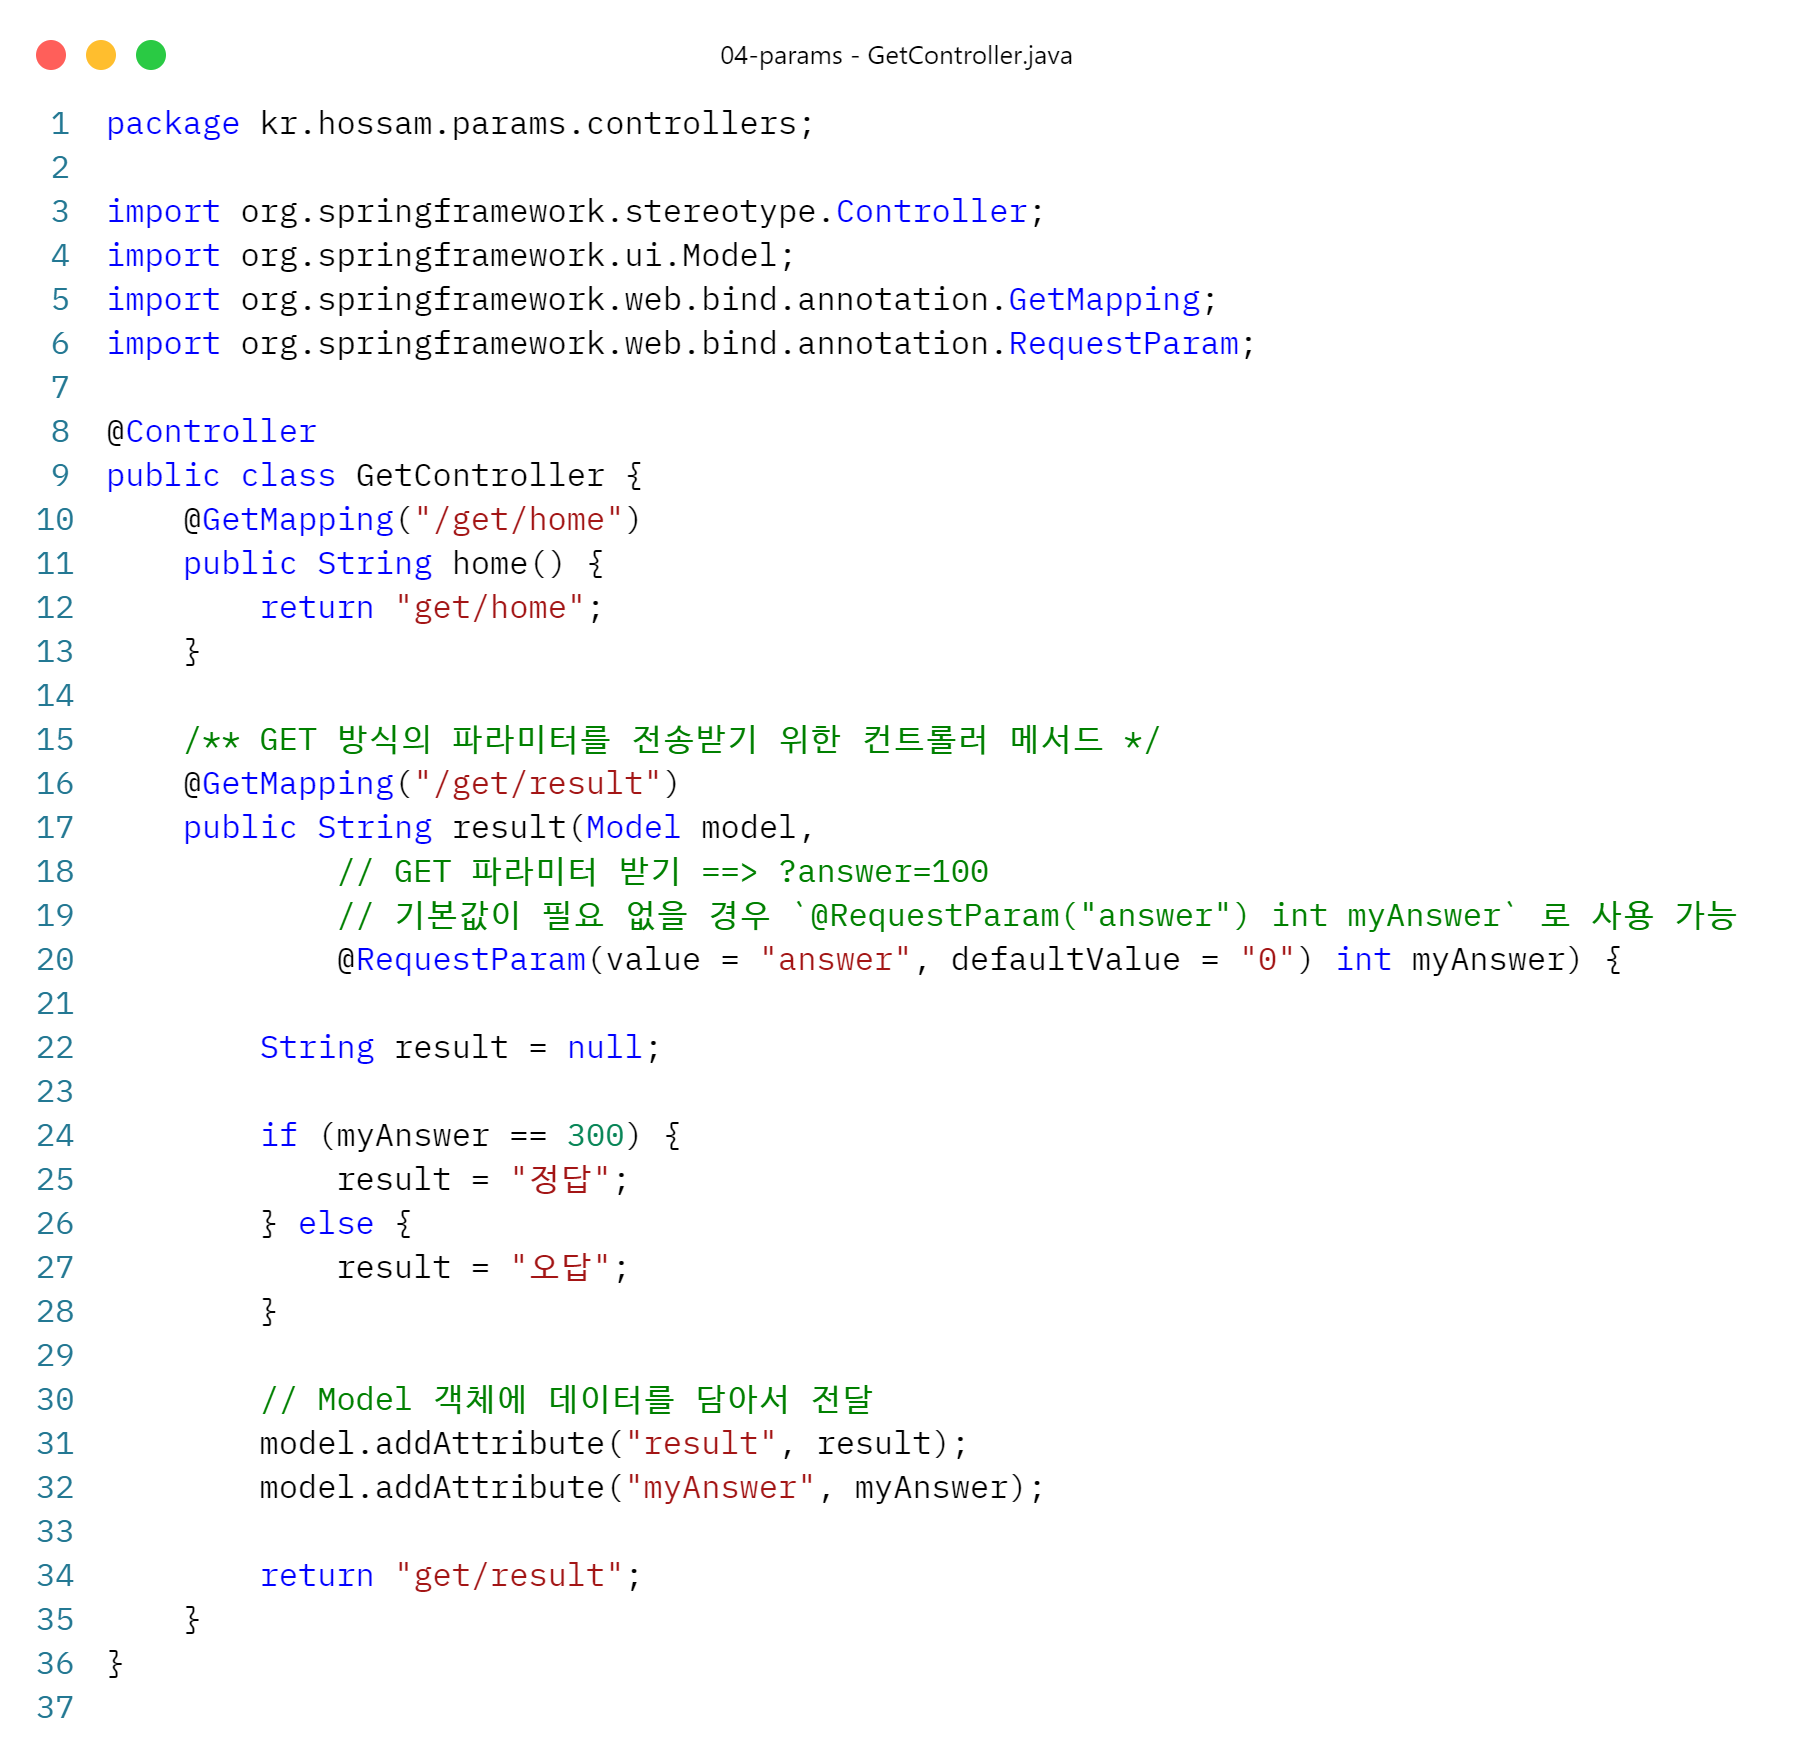 04-params - GetController.java
1 package kr.hossam.params.controllers;
2
3 import org.springframework.stereotype.Controller;
4 import org.springframework.ui.Model;
5 import org.springframework.web.bind.annotation.GetMapping;
6 import org.springframework.web.bind.annotation.RequestParam;
7
8 @Controller
9 public class GetController {
10     @GetMapping("/get/home")
11     public String home() {
12         return "get/home";
13     }
14
15     /** GET 방식의 파라미터를 전송받기 위한 컨트롤러 메서드 */
16     @GetMapping("/get/result")
17     public String result(Model model,
18             // GET 파라미터 받기 ==> ?answer=100
19             // 기본값이 필요 없을 경우 `@RequestParam("answer") int myAnswer` 로 사용 가능
20             @RequestParam(value = "answer", defaultValue = "0") int myAnswer) {
21
22         String result = null;
23
24         if (myAnswer == 300) {
25             result = "정답";
26         } else {
27             result = "오답";
28         }
29
30         // Model 객체에 데이터를 담아서 전달
31         model.addAttribute("result", result);
32         model.addAttribute("myAnswer", myAnswer);
33
34         return "get/result";
35     }
36 }
37